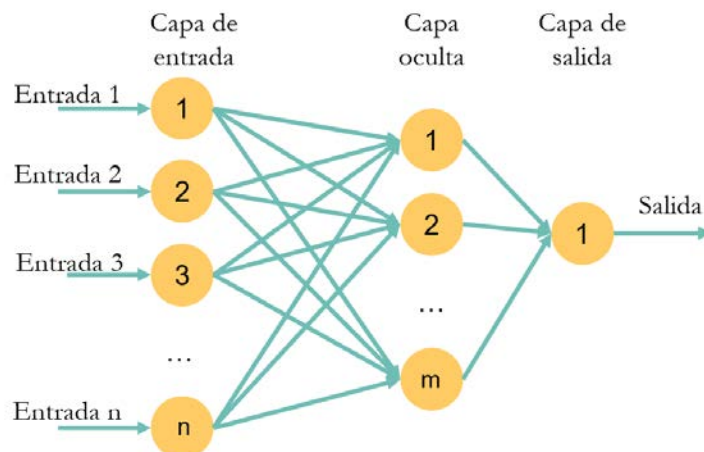 Capa de
entrada
Capa
oculta
Capa de
salida
Entrada 1
1
Entrada 2
2
Entrada 3
3
...
Entrada n
n
1
2
...
m
1
Salida